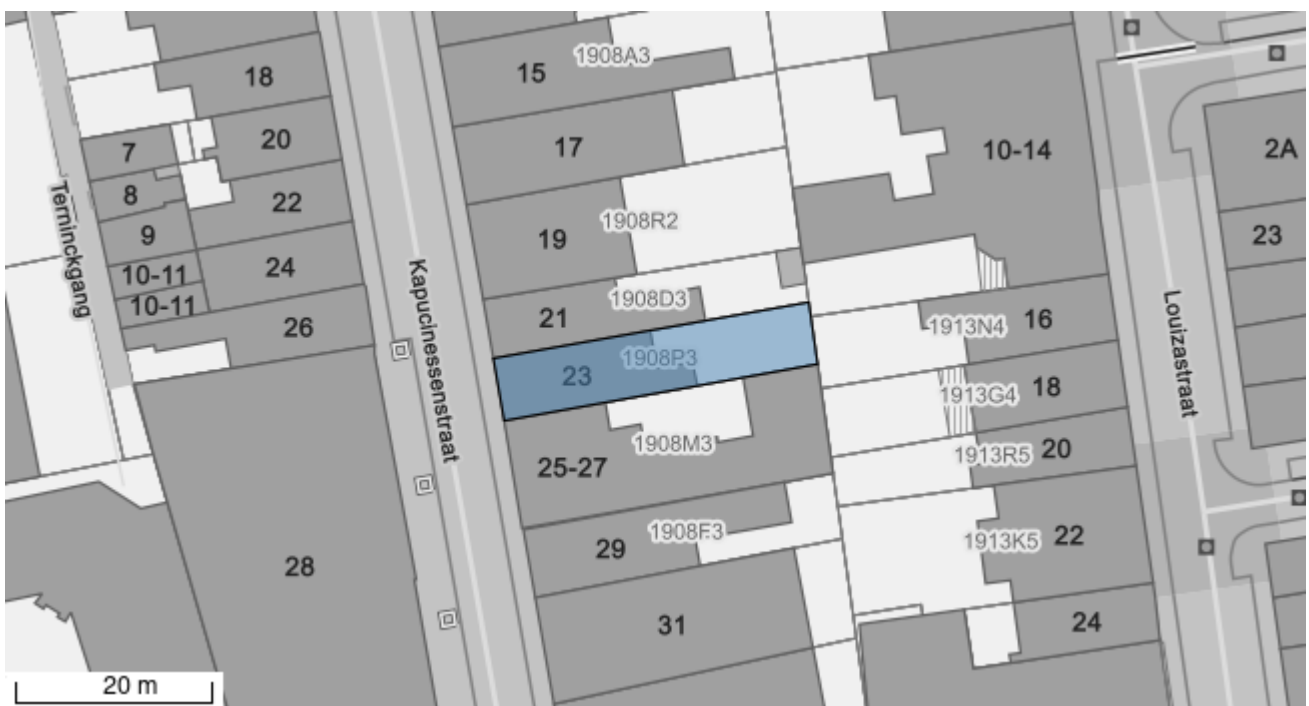 18
15
1908A3
7
20
17
10-14
2A
8
22
19
1908R2
9
24
23
10-11
10-11
26
21
1908D3
Terninckgang
Kapucinessenstraat
Louizastraat
1913N4
16
23
1908P3
18
1913G4
1908M3
25-27
1913R5
20
29
1908F3
1913K5
22
28
31
24
20 m